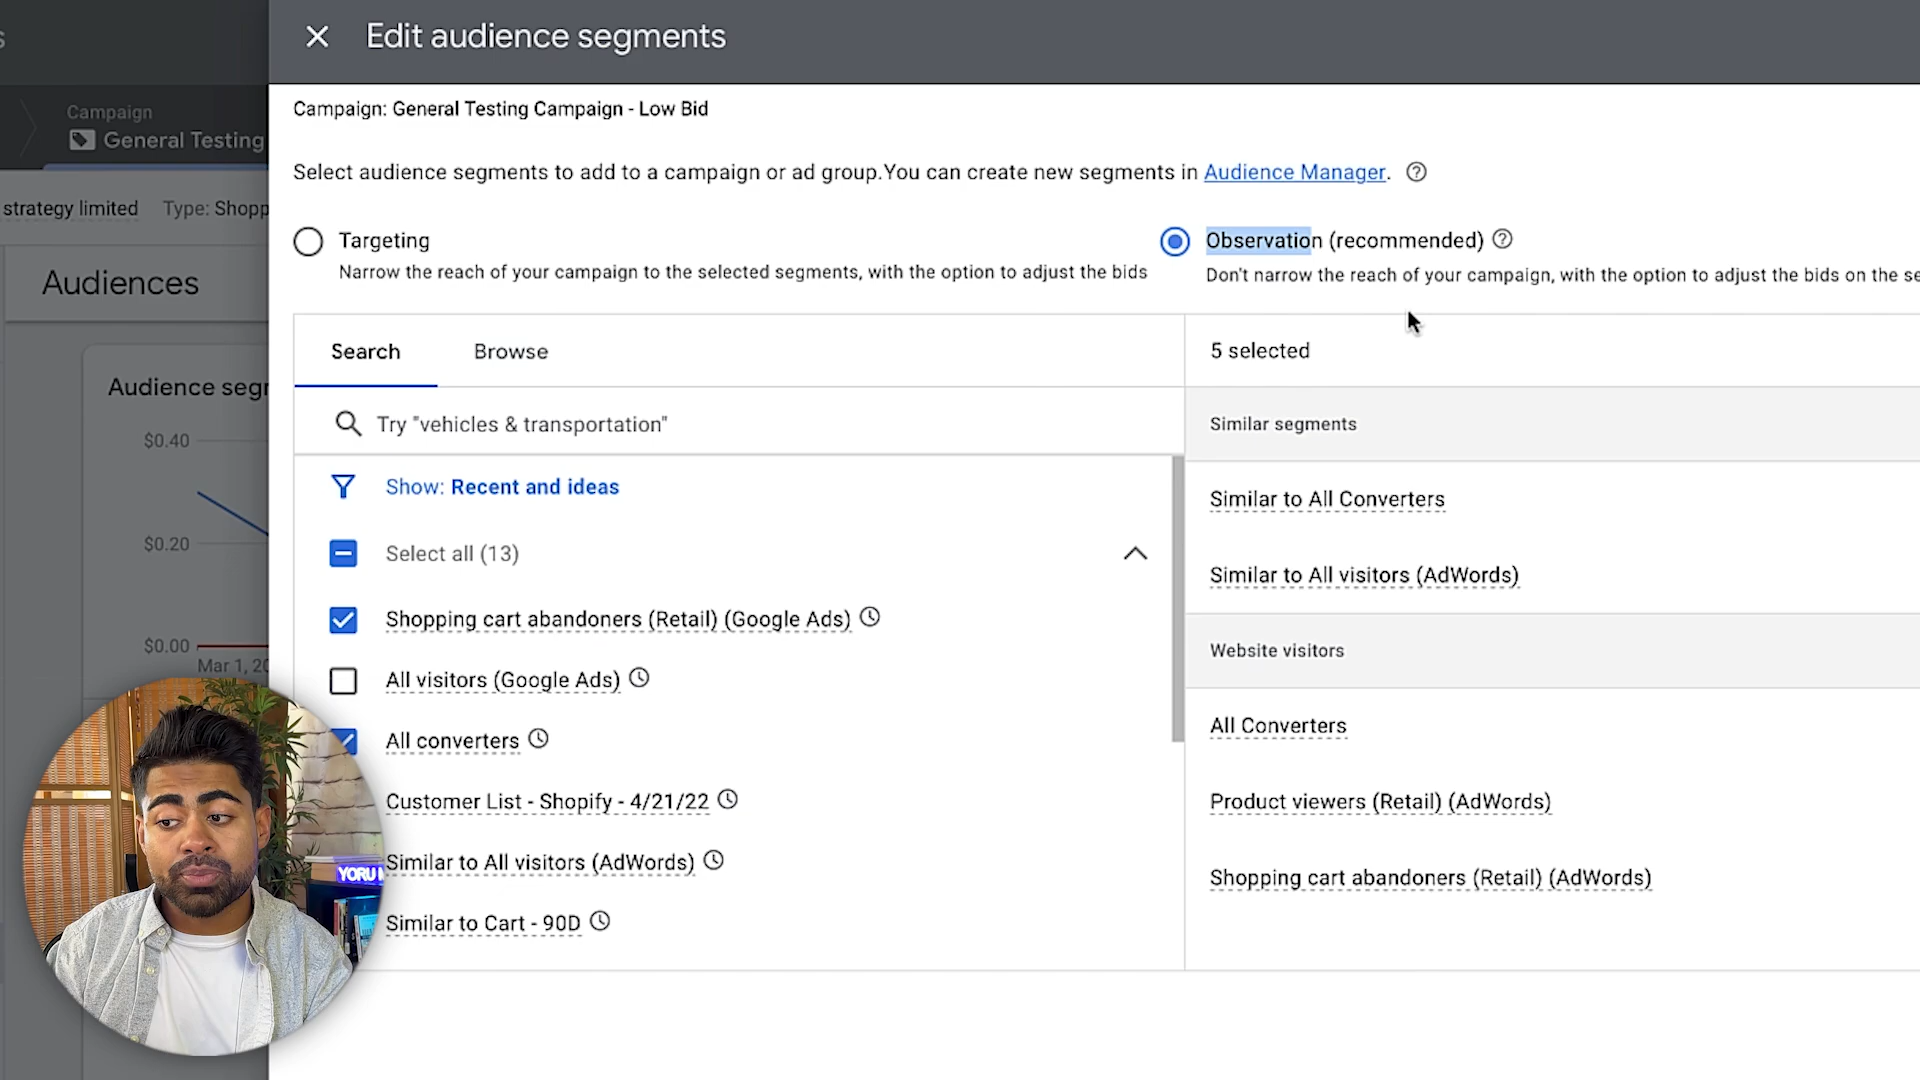 s
Edit audience segments
Campaign
General Testing
strategy limited Type: Shopp
Audiences
Audience seg
$0.40
$0.20
$0.00
Mar 1, 20
Campaign: General Testing Campaign - Low Bid
Select audience segments to add to a campaign or ad group.You can create new segments in Audience Manager.
Targeting
Narrow the reach of your campaign to the selected segments, with the option to adjust the bids
Observation (recommended)
Don't narrow the reach of your campaign, with the option to adjust the bids on the se
Search Browse
Try "vehicles & transportation"
Show: Recent and ideas
Select all (13)
Shopping cart abandoners (Retail) (Google Ads)
All visitors (Google Ads)
All converters
Customer List - Shopify - 4/21/22
Similar to All visitors (AdWords)
Similar to Cart - 90D
5 selected
Similar segments
Similar to All Converters
Similar to All visitors (AdWords)
Website visitors
All Converters
Product viewers (Retail) (AdWords)
Shopping cart abandoners (Retail) (AdWords)
YORU M